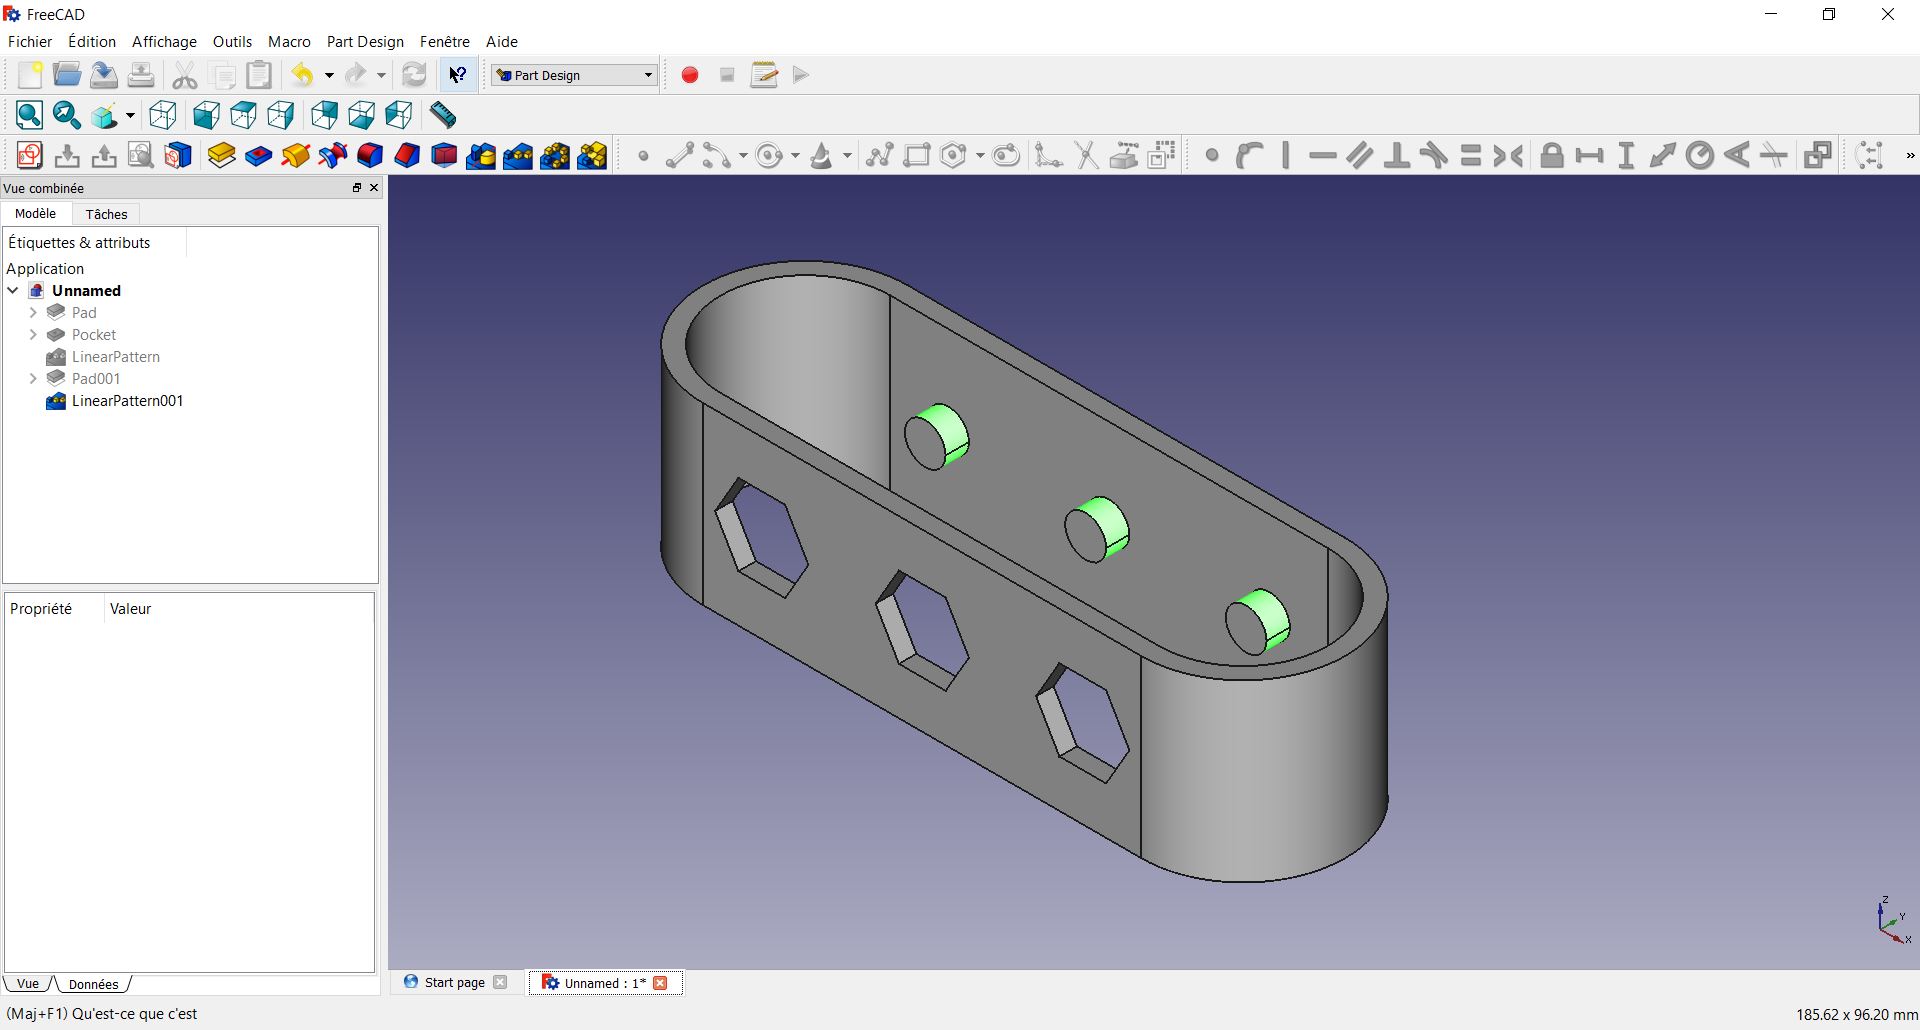 FreeCAD
Fichier Édition Affichage Outils Macro Part Design Fenêtre Aide
Part Design
Vue combinée
Modèle Tâches
Étiquettes & attributs
Application
Unnamed
Pad
Pocket
LinearPattern
Pad001
LinearPattern001
Propriété Valeur
Z
Y
X
Vue Données
Start page Unnamed : 1*
(Maj+F1) Qu'est-ce que c'est
185.62 x 96.20 mm